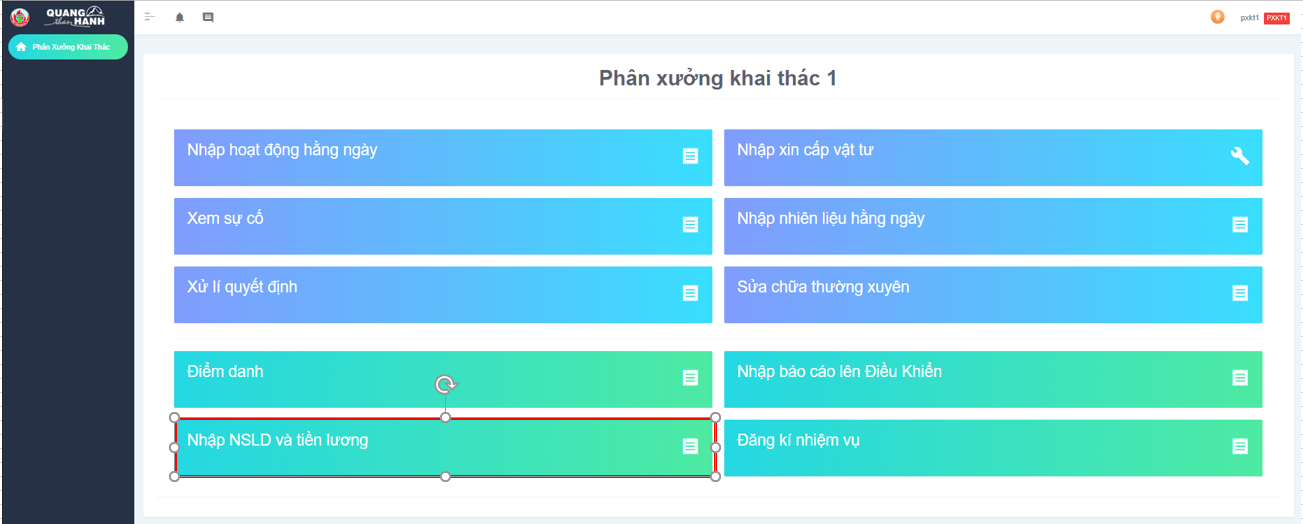 QUANG HANH
than
Phân Xưởng Khai Thác
pxkt1 PXKT1
Phân xưởng khai thác 1
Nhập hoạt động hằng ngày
Nhập xin cấp vật tư
Xem sự cố
Nhập nhiên liệu hằng ngày
Xử lí quyết định
Sửa chữa thường xuyên
Điểm danh
Nhập báo cáo lên Điều Khiển
Nhập NSLD và tiền lương
Đăng kí nhiệm vụ